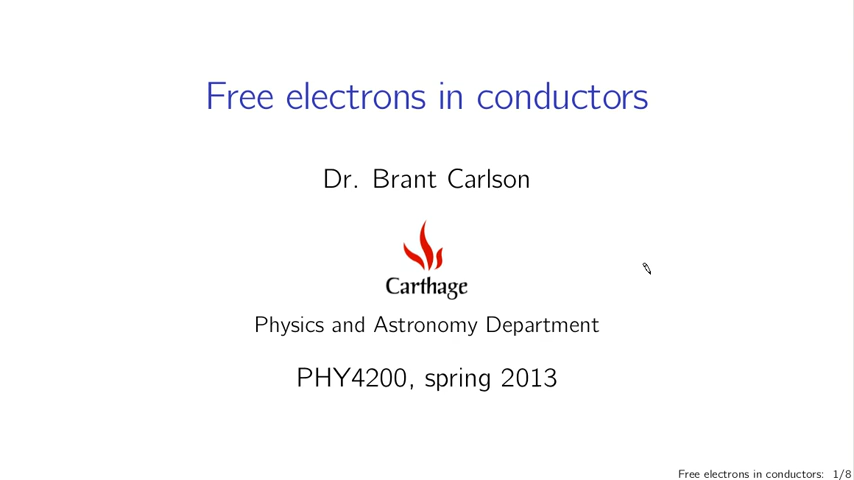 Free electrons in conductors
Dr. Brant Carlson
Carthage
Physics and Astronomy Department
PHY4200, spring 2013
Free electrons in conductors: 1/8